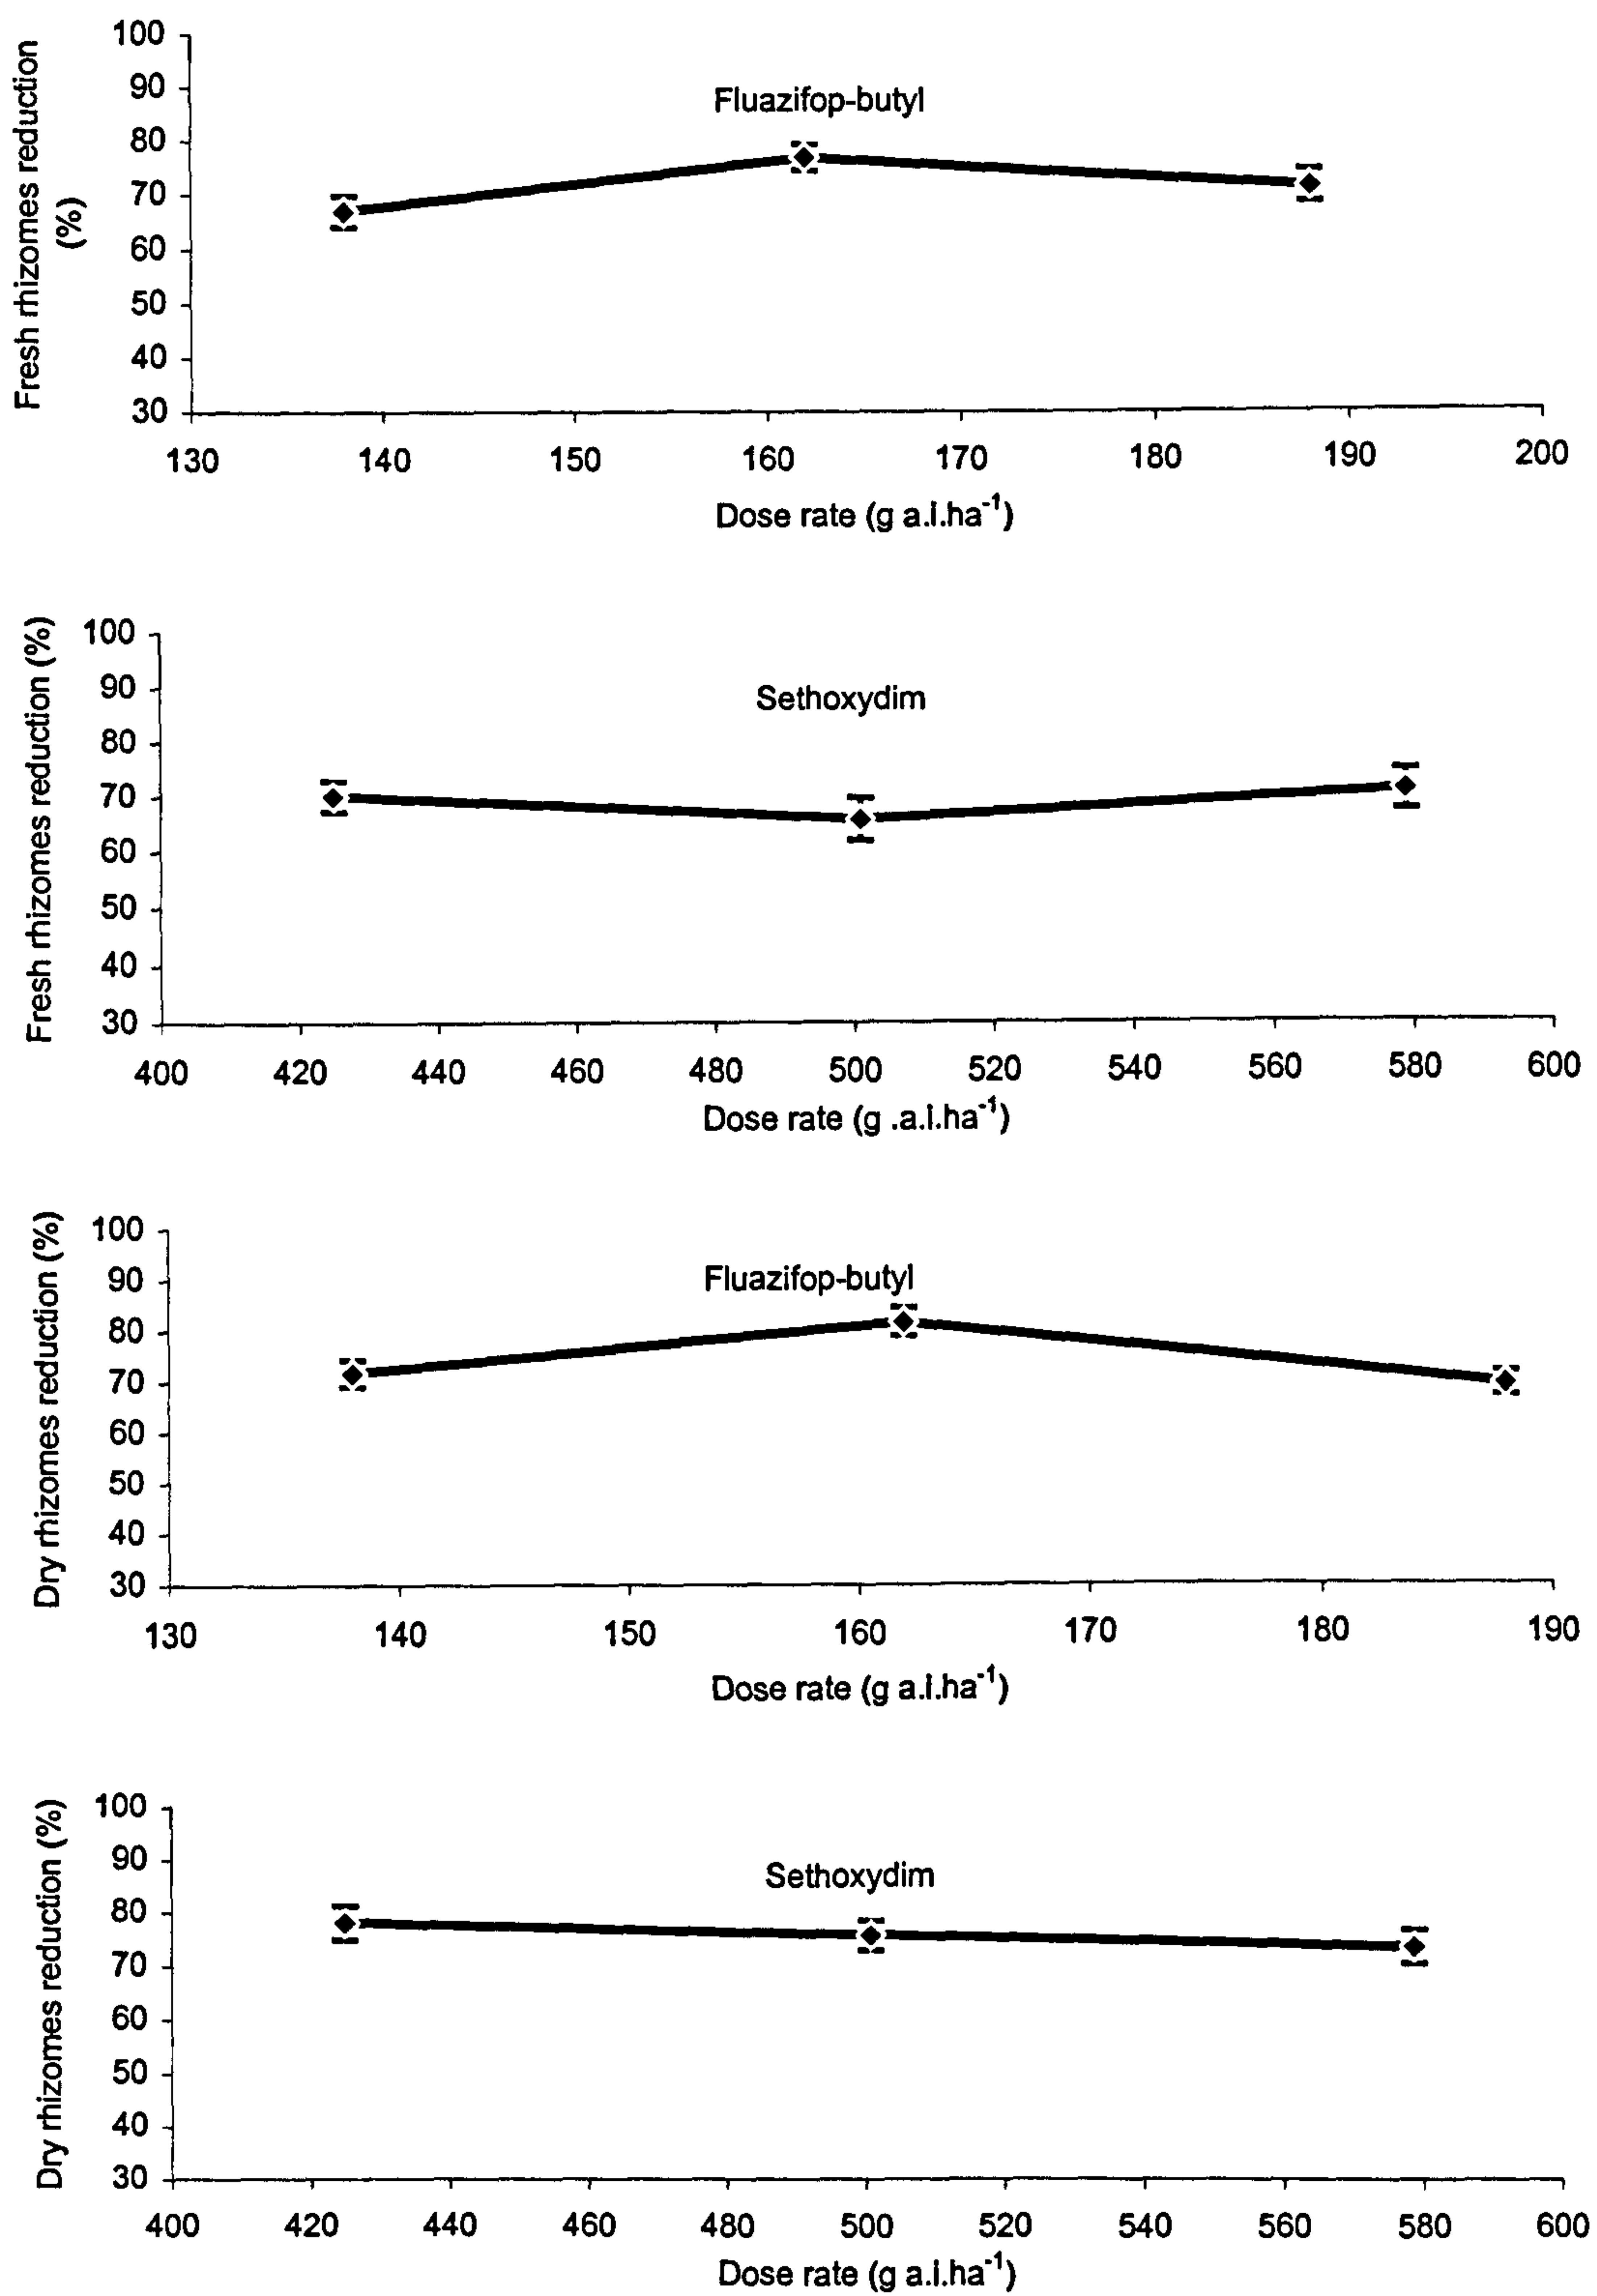 Fresh rhizomes reduction
(%)
100
90
80
70
60
50
40
30
Fluazifop-butyl
130 140 150 160 170 180 190 200
Dose rate (g a.i.ha⁻¹)
Fresh rhizomes reduction (%)
100
90
80
70
60
50
40
30
Sethoxydim
400 420 440 460 480 500 520 540 560 580 600
Dose rate (g .a.i.ha⁻¹)
Dry rhizomes reduction (%)
100
90
80
70
60
50
40
30
Fluazifop-butyl
130 140 150 160 170 180 190
Dose rate (g a.i.ha⁻¹)
Dry rhizomes reduction (%)
100
90
80
70
60
50
40
30
Sethoxydim
400 420 440 460 480 500 520 540 560 580 600
Dose rate (g a.i.ha⁻¹)